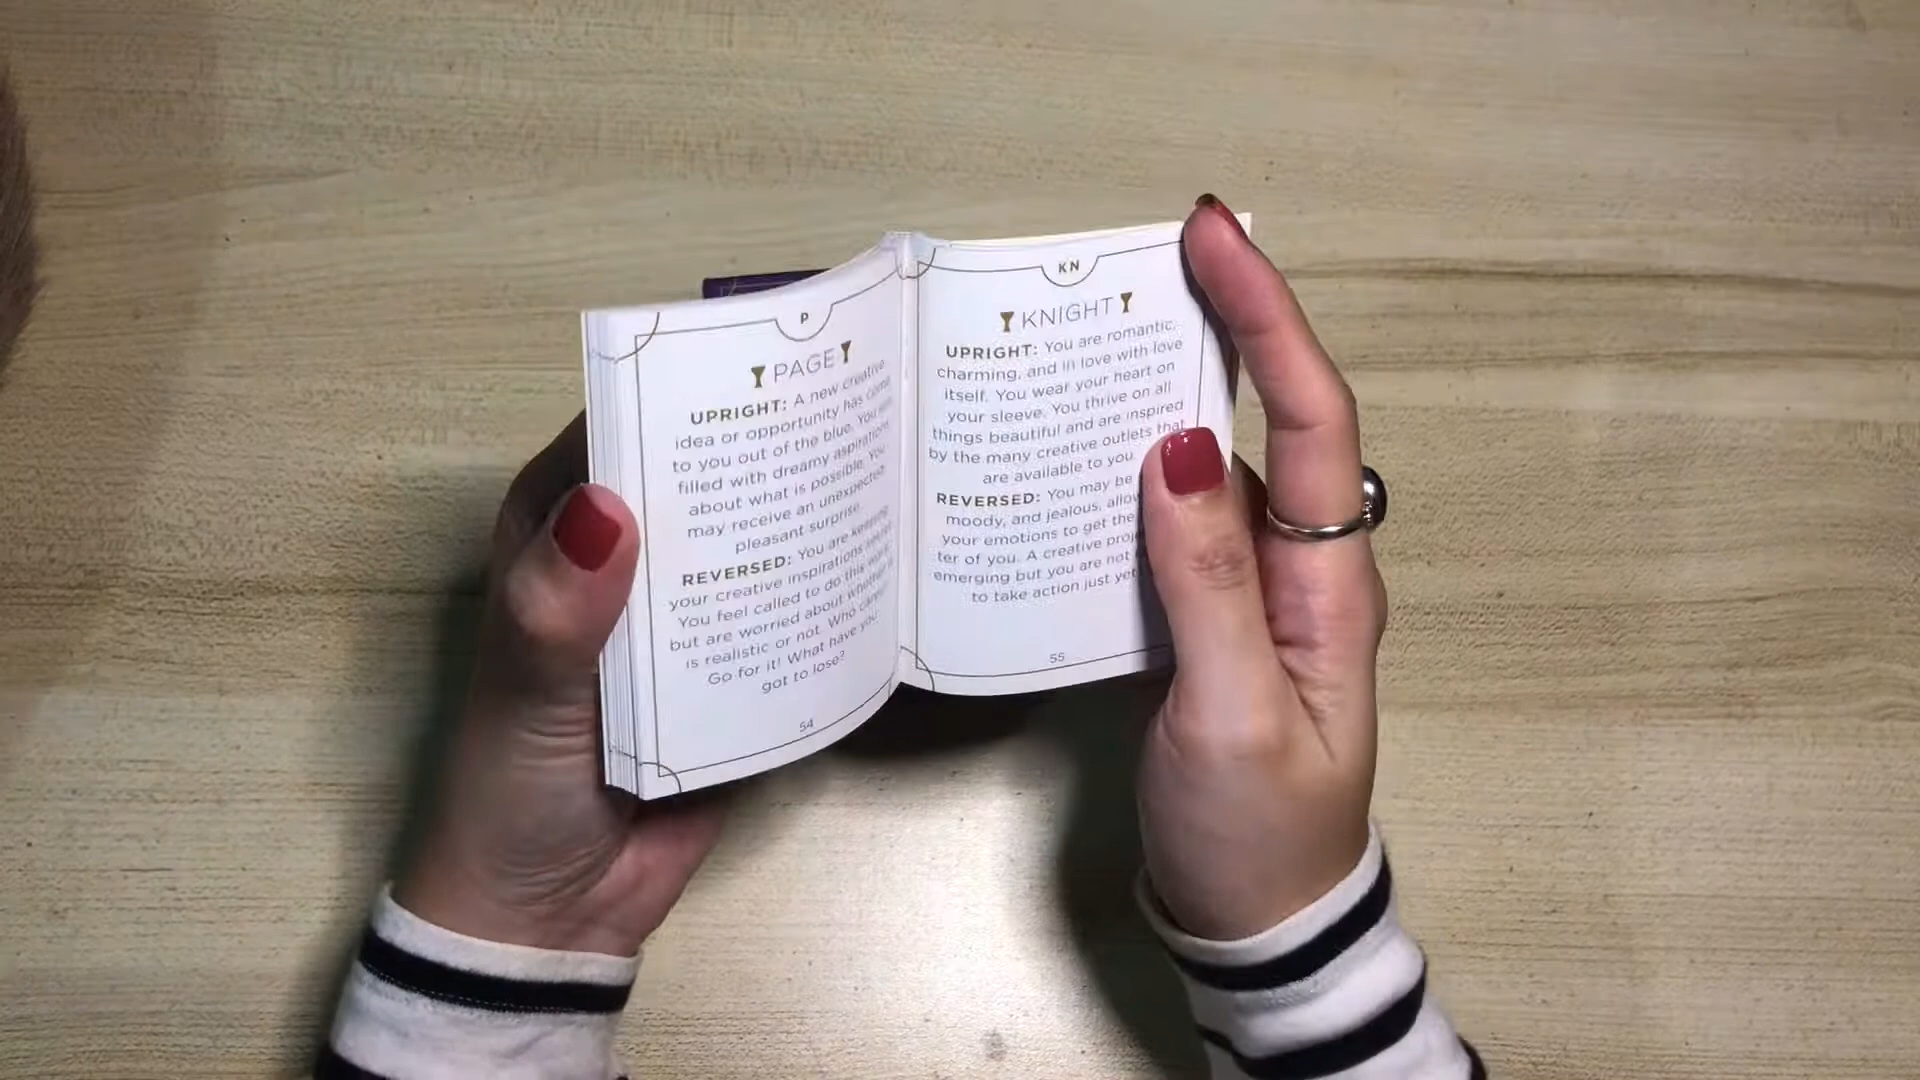 P
PAGE
UPRIGHT: A new creative
idea or opportunity has come
to you out of the blue. You
filled with dreamy aspirations
about what is possible. You
may receive an unexpected
pleasant surprise.
REVERSED: You are keeping
your creative inspirations
You feel called to do this work
but are worried about whether
is realistic or not. Who cares
Go for it! What have you
got to lose?
54
KN
KNIGHT
UPRIGHT: You are romantic,
charming, and in love with love
itself. You wear your heart on
your sleeve. You thrive on all
things beautiful and are inspired
by the many creative outlets that
are available to you
REVERSED: You may be
moody, and jealous,
your emotions to get the
ter of you. A creative
emerging but you are not
to take action just yet
55